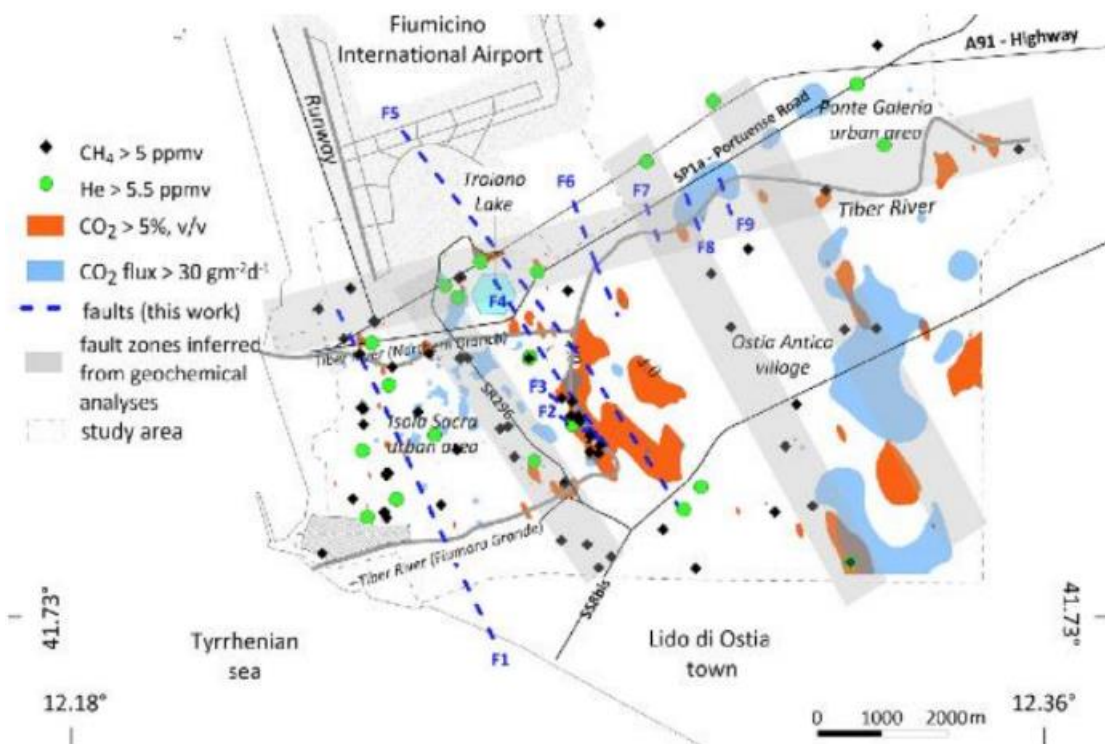 Fiumicino
International Airport
A91 - Highway
Runway
F5
SP1a - Portuense Road
Ponte Galeria
urban area
CH₄ > 5 ppmv
He > 5.5 ppmv
CO₂ > 5%, v/v
CO₂ flux > 30 gm⁻²d⁻¹
faults (this work)
fault zones inferred
from geochemical
analyses
study area
Traiano
Lake
F6
F7
F8
F9
Tiber River
F4
Tiber River (Northern Branch)
Ostia Antica
village
F3
F2
SR296
Isola Sacra
urban area
Tiber River (Fiumara Grande)
SS8bis
41.73°
41.73°
Tyrrhenian
sea
F1
Lido di Ostia
town
12.18°
12.36°
0 1000 2000m